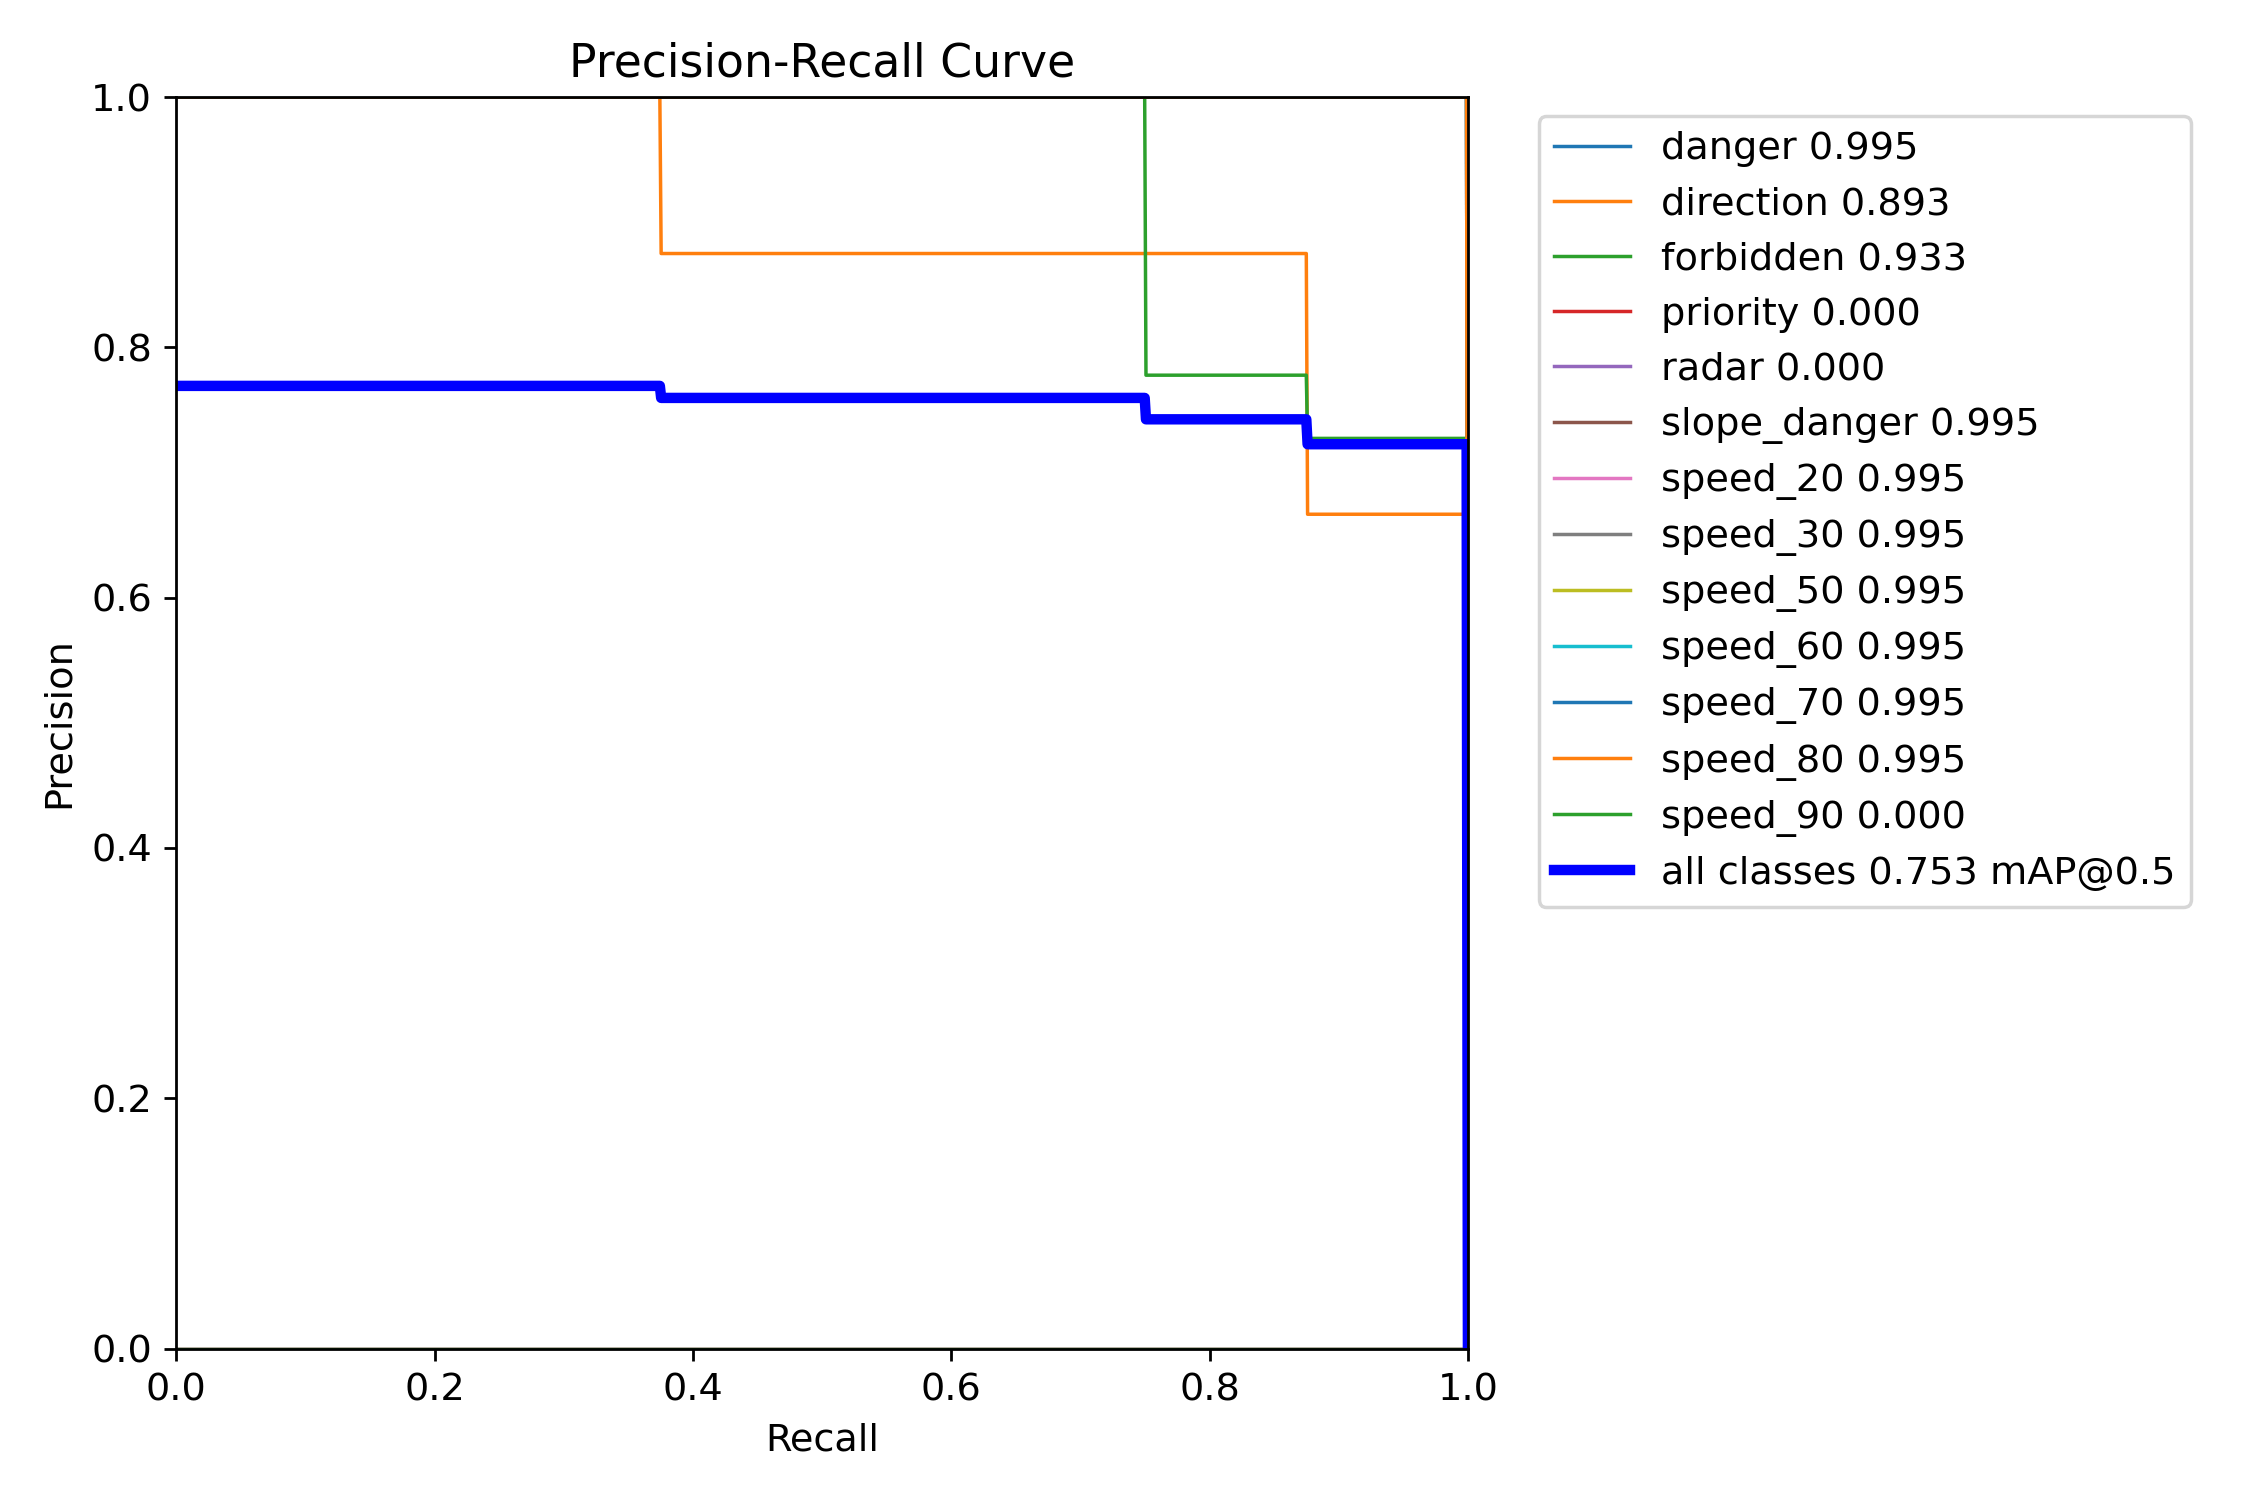 Precision-Recall Curve
1.0
0.8
0.6
0.4
0.2
0.0
Precision
0.0 0.2 0.4 0.6 0.8 1.0
Recall
danger 0.995
direction 0.893
forbidden 0.933
priority 0.000
radar 0.000
slope_danger 0.995
speed_20 0.995
speed_30 0.995
speed_50 0.995
speed_60 0.995
speed_70 0.995
speed_80 0.995
speed_90 0.000
all classes 0.753 mAP@0.5